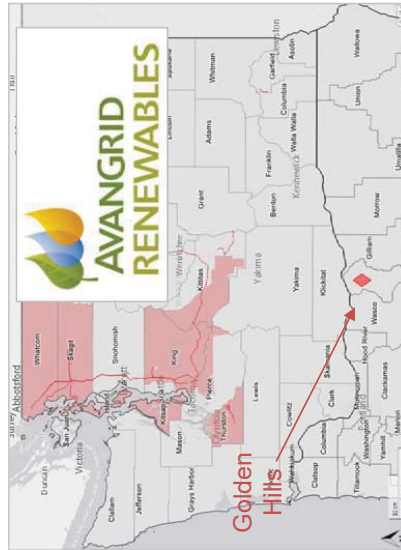 AVANGRID
RENEWABLES
Golden
Hills
Surrey
Abbotsford
Duncan
Victoria
San Juan
Whatcom
Skagit
Island
Snohomish
Clallam
Jefferson
Grays Harbor
Mason
Kitsap
King
Pierce
Thurston
Kittitas
Wenatchee
Lewis
Wahkiakum
Cowlitz
Clark
Skamania
Yakima
Yakima
Klickitat
Benton
Kennewick
Franklin
Walla Walla
Columbia
Garfield
Asotin
Lewiston
Whitman
Adams
Grant
Lincoln
Spokane
Clatsop
Columbia
Tillamook
Washington
Yamhill
Marion
Multnomah
Portland
Clackamas
Hood River
Wasco
Gilliam
Morrow
Umatilla
Union
Wallowa